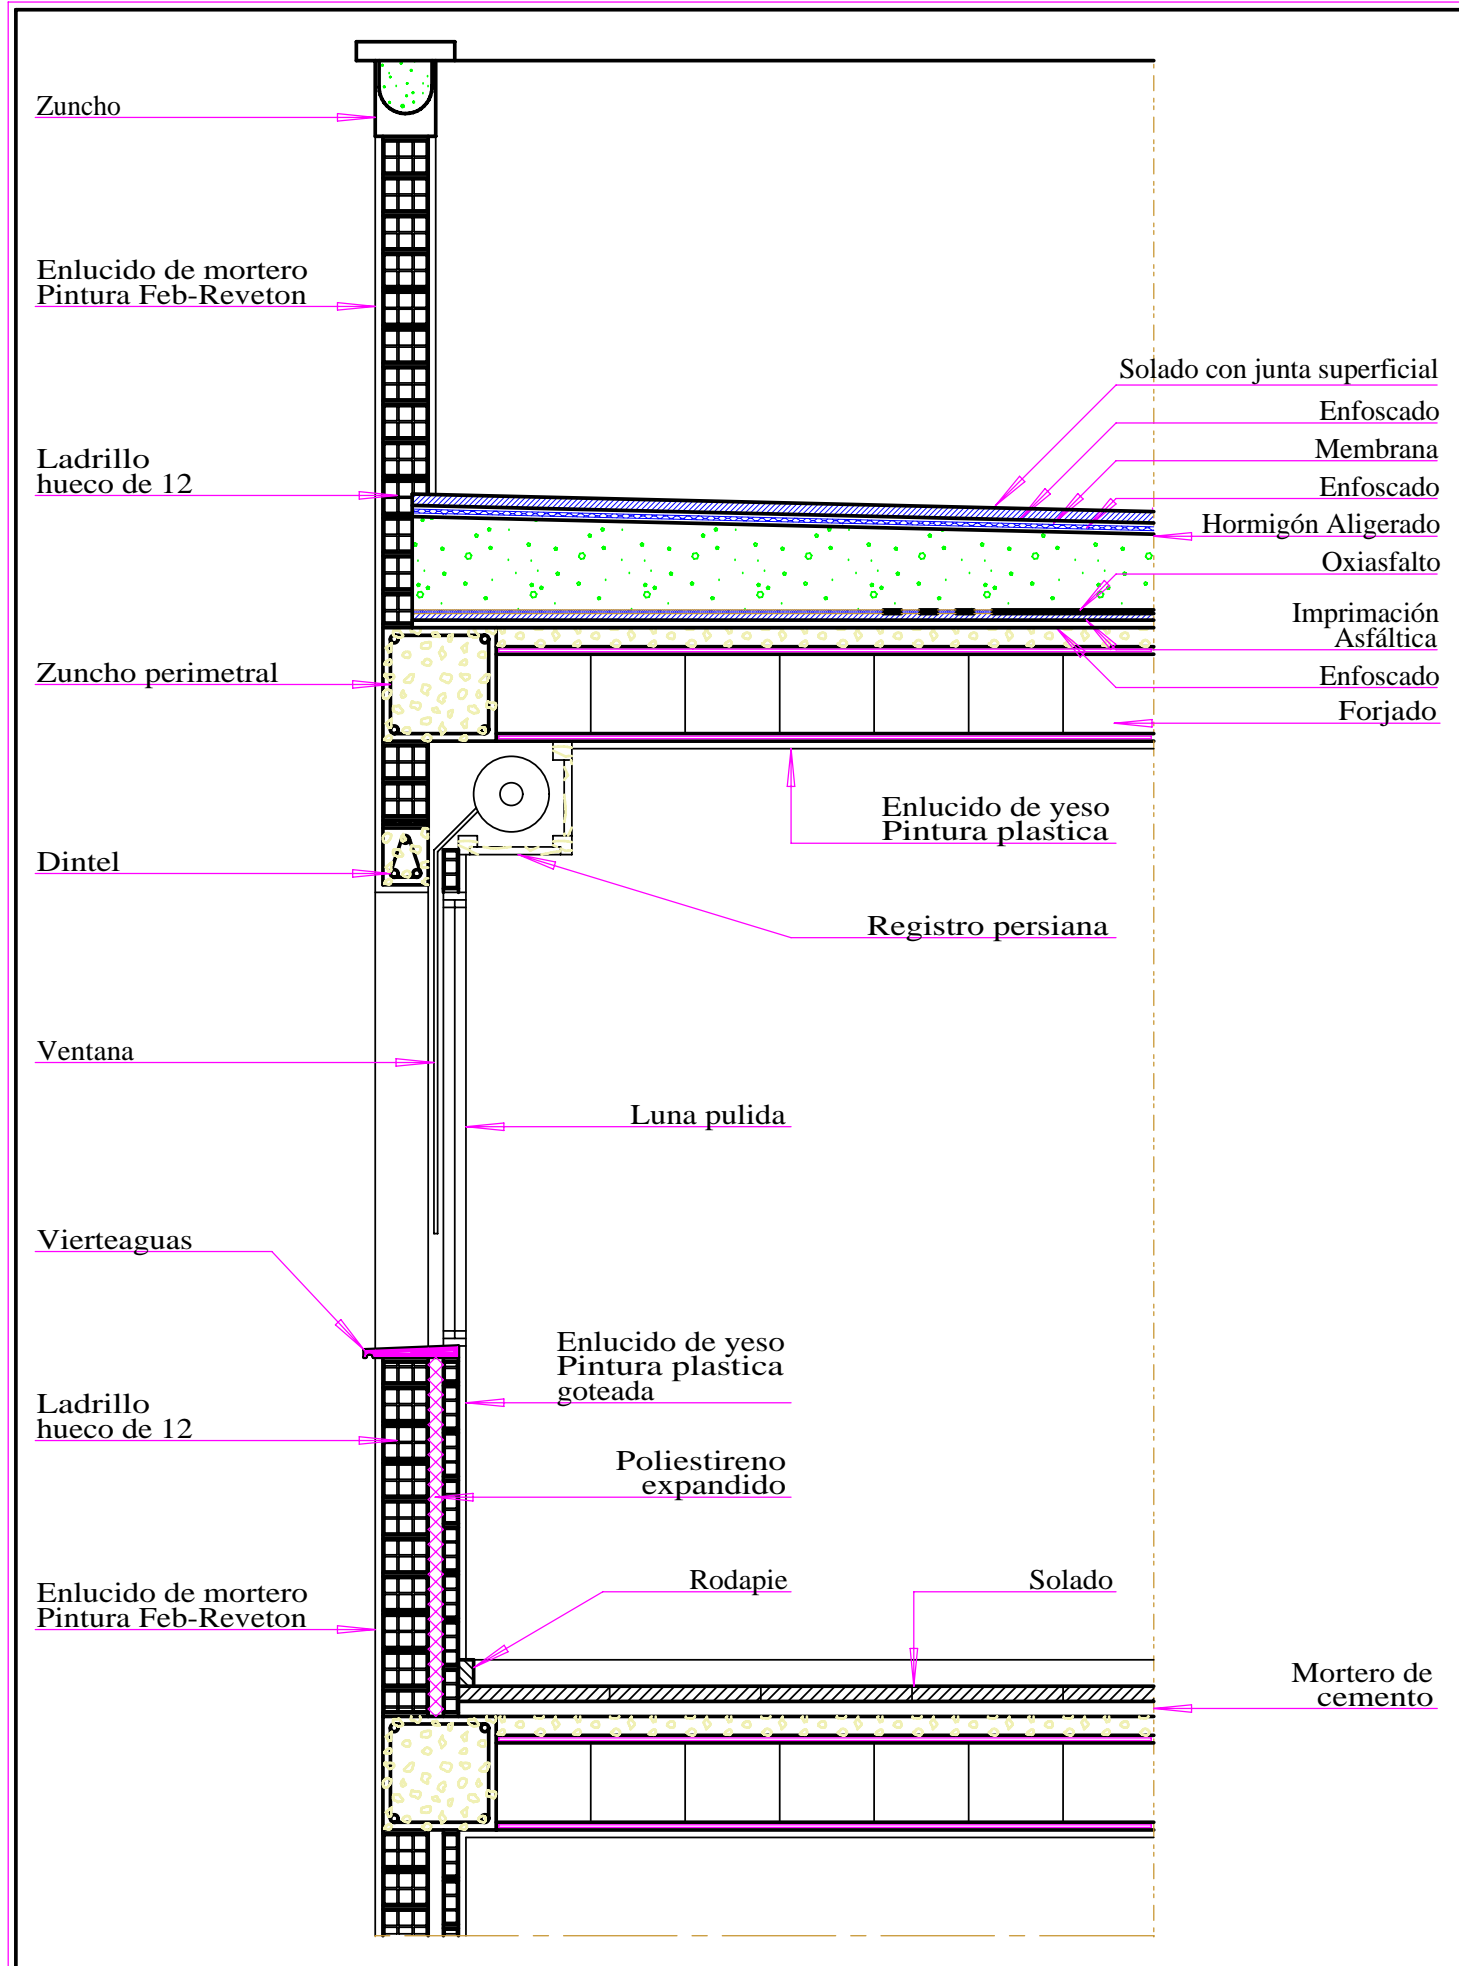 Zuncho
Enlucido de mortero
Pintura Feb-Reveton
Solado con junta superficial
Enfoscado
Membrana
Ladrillo
hueco de 12
Enfoscado
Hormigón Aligerado
Oxiasfalto
Imprimación
Asfáltica
Zuncho perimetral
Enfoscado
Forjado
Enlucido de yeso
Pintura plastica
Dintel
Registro persiana
Ventana
Luna pulida
Vierteaguas
Enlucido de yeso
Pintura plastica
goteada
Ladrillo
hueco de 12
Poliestireno
expandido
Enlucido de mortero
Pintura Feb-Reveton
Rodapie
Solado
Mortero de
cemento